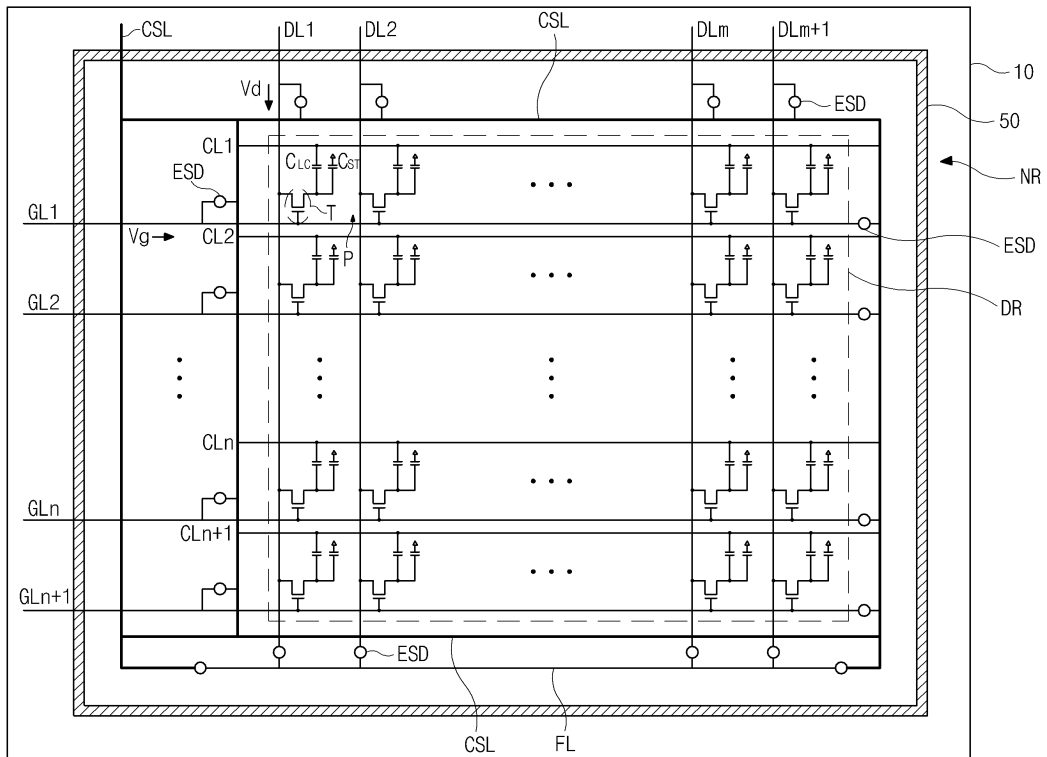 CSL
DL1
DL2
CSL
DLm
DLm+1
10
Vd
ESD
50
CL1
CLC
CST
ESD
NR
GL1
T
Vg
CL2
P
ESD
GL2
DR
CLn
GLn
CLn+1
GLn+1
ESD
CSL
FL